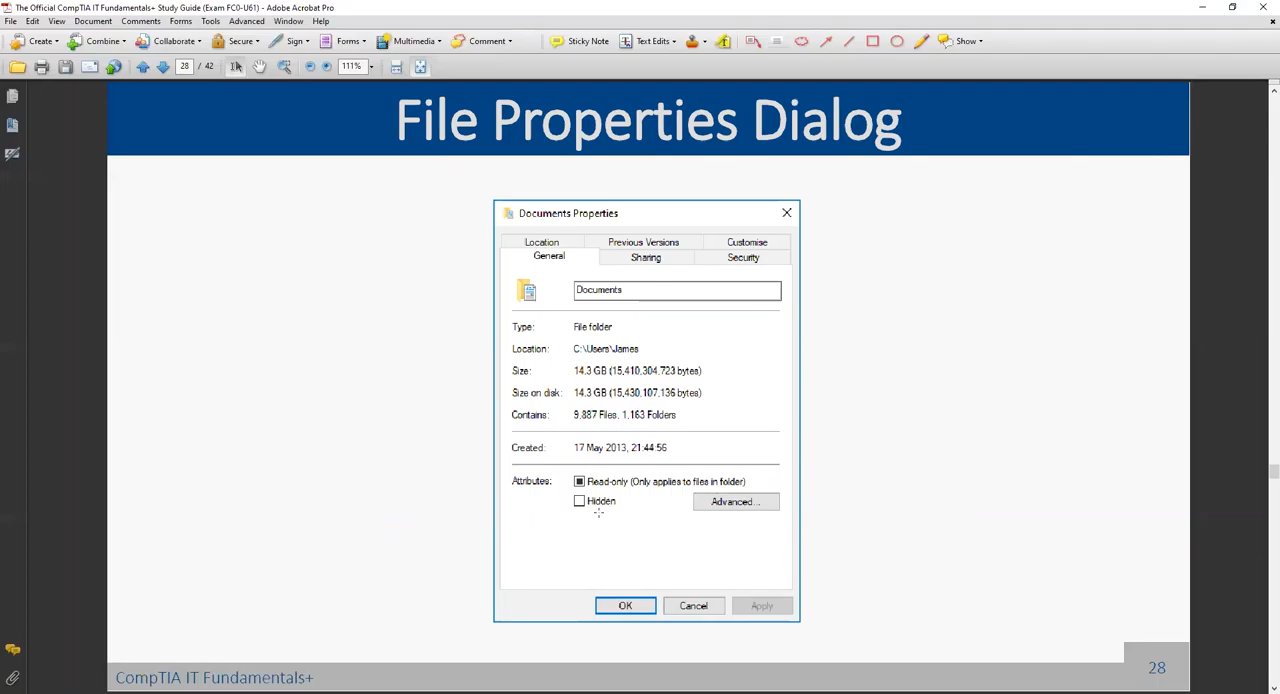 The Official CompTIA IT Fundamentals+ Study Guide (Exam FC0-U61) - Adobe Acrobat Pro
File Edit View Document Comments Forms Tools Advanced Window Help
Create Combine Collaborate Secure Sign Forms Multimedia Comment Sticky Note Text Edits Show
28 / 42 111%
File Properties Dialog
Documents Properties
Location Previous Versions Customise
General Sharing Security
Documents
Type: File folder
Location: C:\Users\James
Size: 14.3 GB (15,410,304,723 bytes)
Size on disk: 14.3 GB (15,430,107,136 bytes)
Contains: 9,887 Files, 1,163 Folders
Created: 17 May 2013, 21:44:56
Attributes: Read-only (Only applies to files in folder)
Hidden Advanced...
OK Cancel Apply
CompTIA IT Fundamentals+ 28